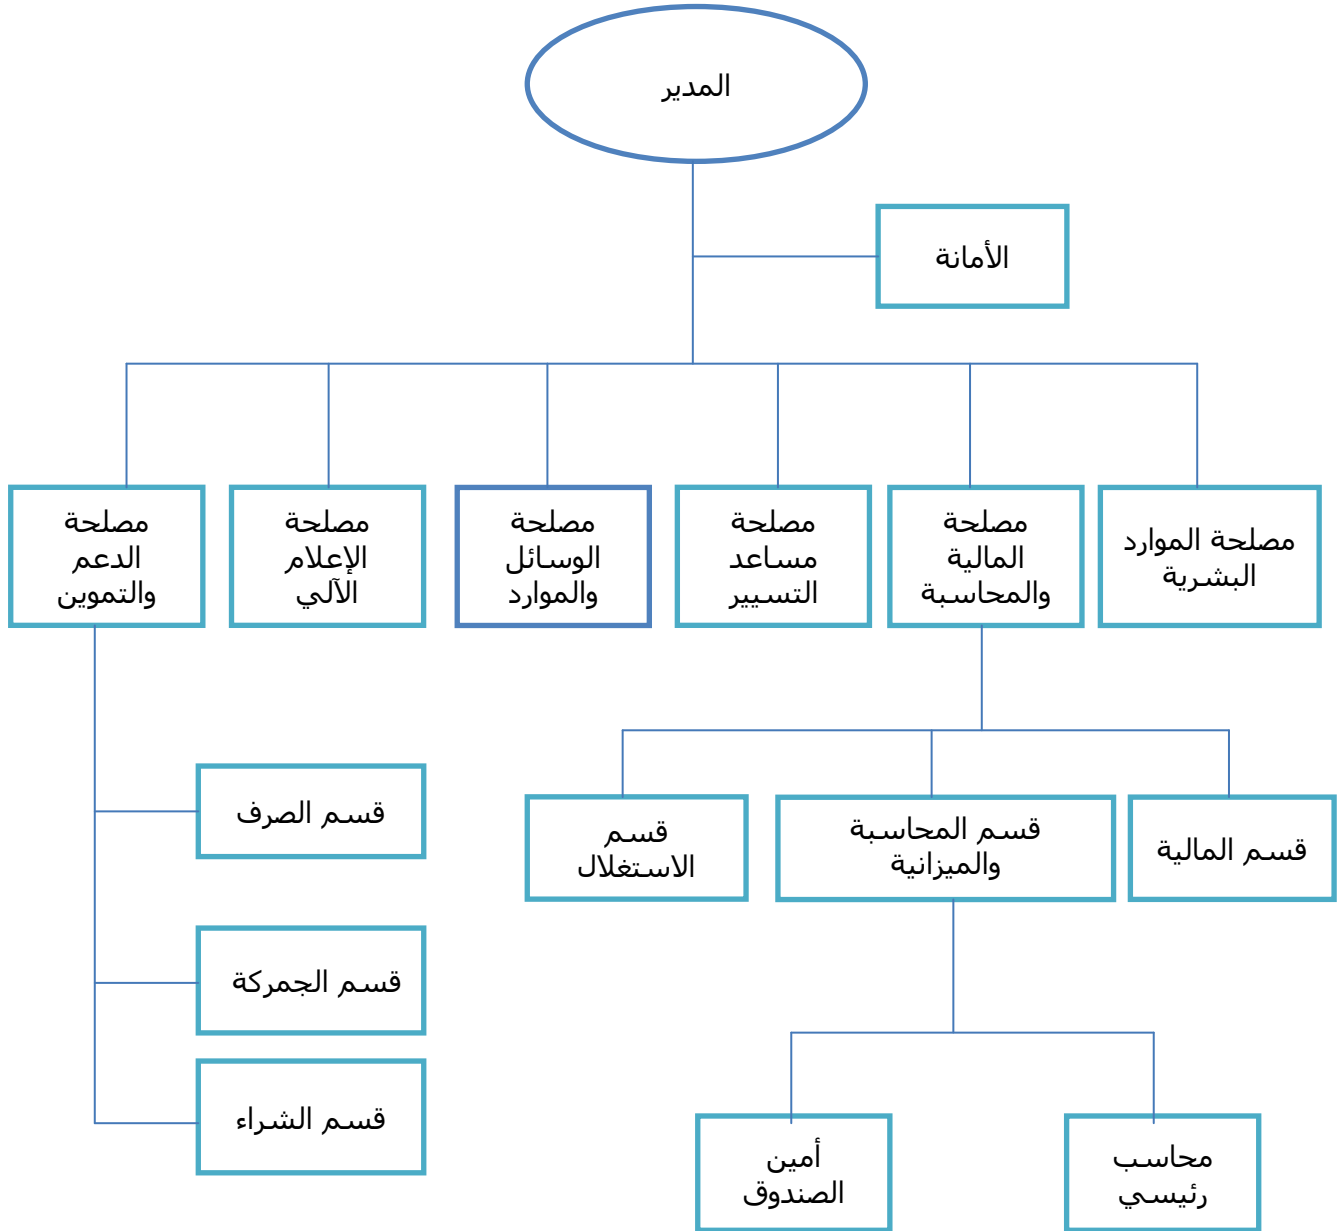 المدير
الأمانة
مصلحة الموارد
البشرية
مصلحة
المالية
والمحاسبة
مصلحة
مساعد
التسيير
مصلحة
الوسائل
والموارد
مصلحة
الإعلام
الآلي
مصلحة
الدعم
والتموين
قسم المالية
قسم المحاسبة
والميزانية
قسم
الاستغلال
قسم الصرف
قسم الجمركة
قسم الشراء
محاسب
رئيسي
أمين
الصندوق